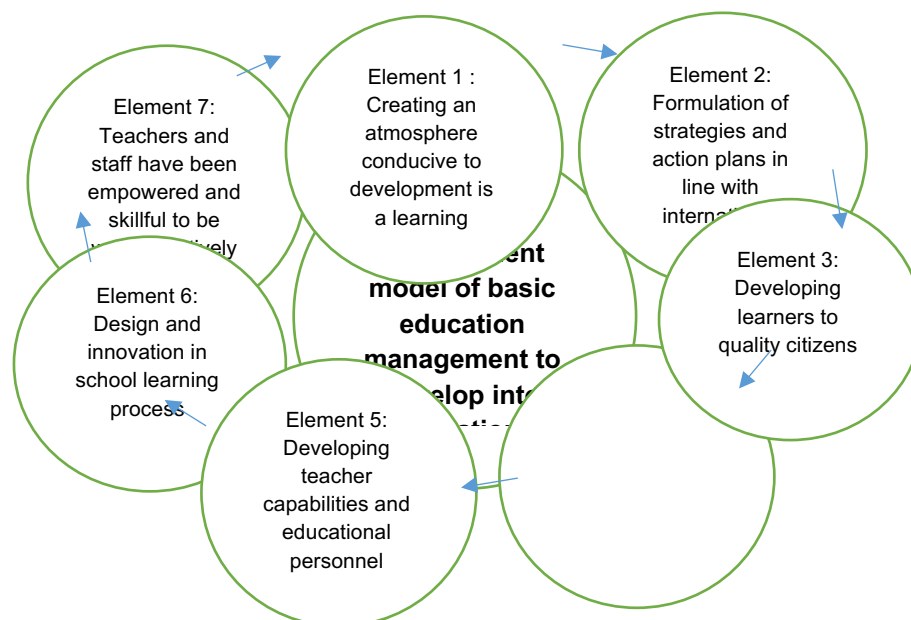 Element 1 :
Creating an
atmosphere
conducive to
development is
a learning
Element 2:
Formulation of
strategies and
action plans in
line with
Element 3:
Developing
learners to
quality citizens
Element 5:
Developing
teacher
capabilities and
educational
personnel
Element 6:
Design and
innovation in
school learning
process
Element 7:
Teachers and
staff have been
empowered and
skillful to be
model of basic
education
management to